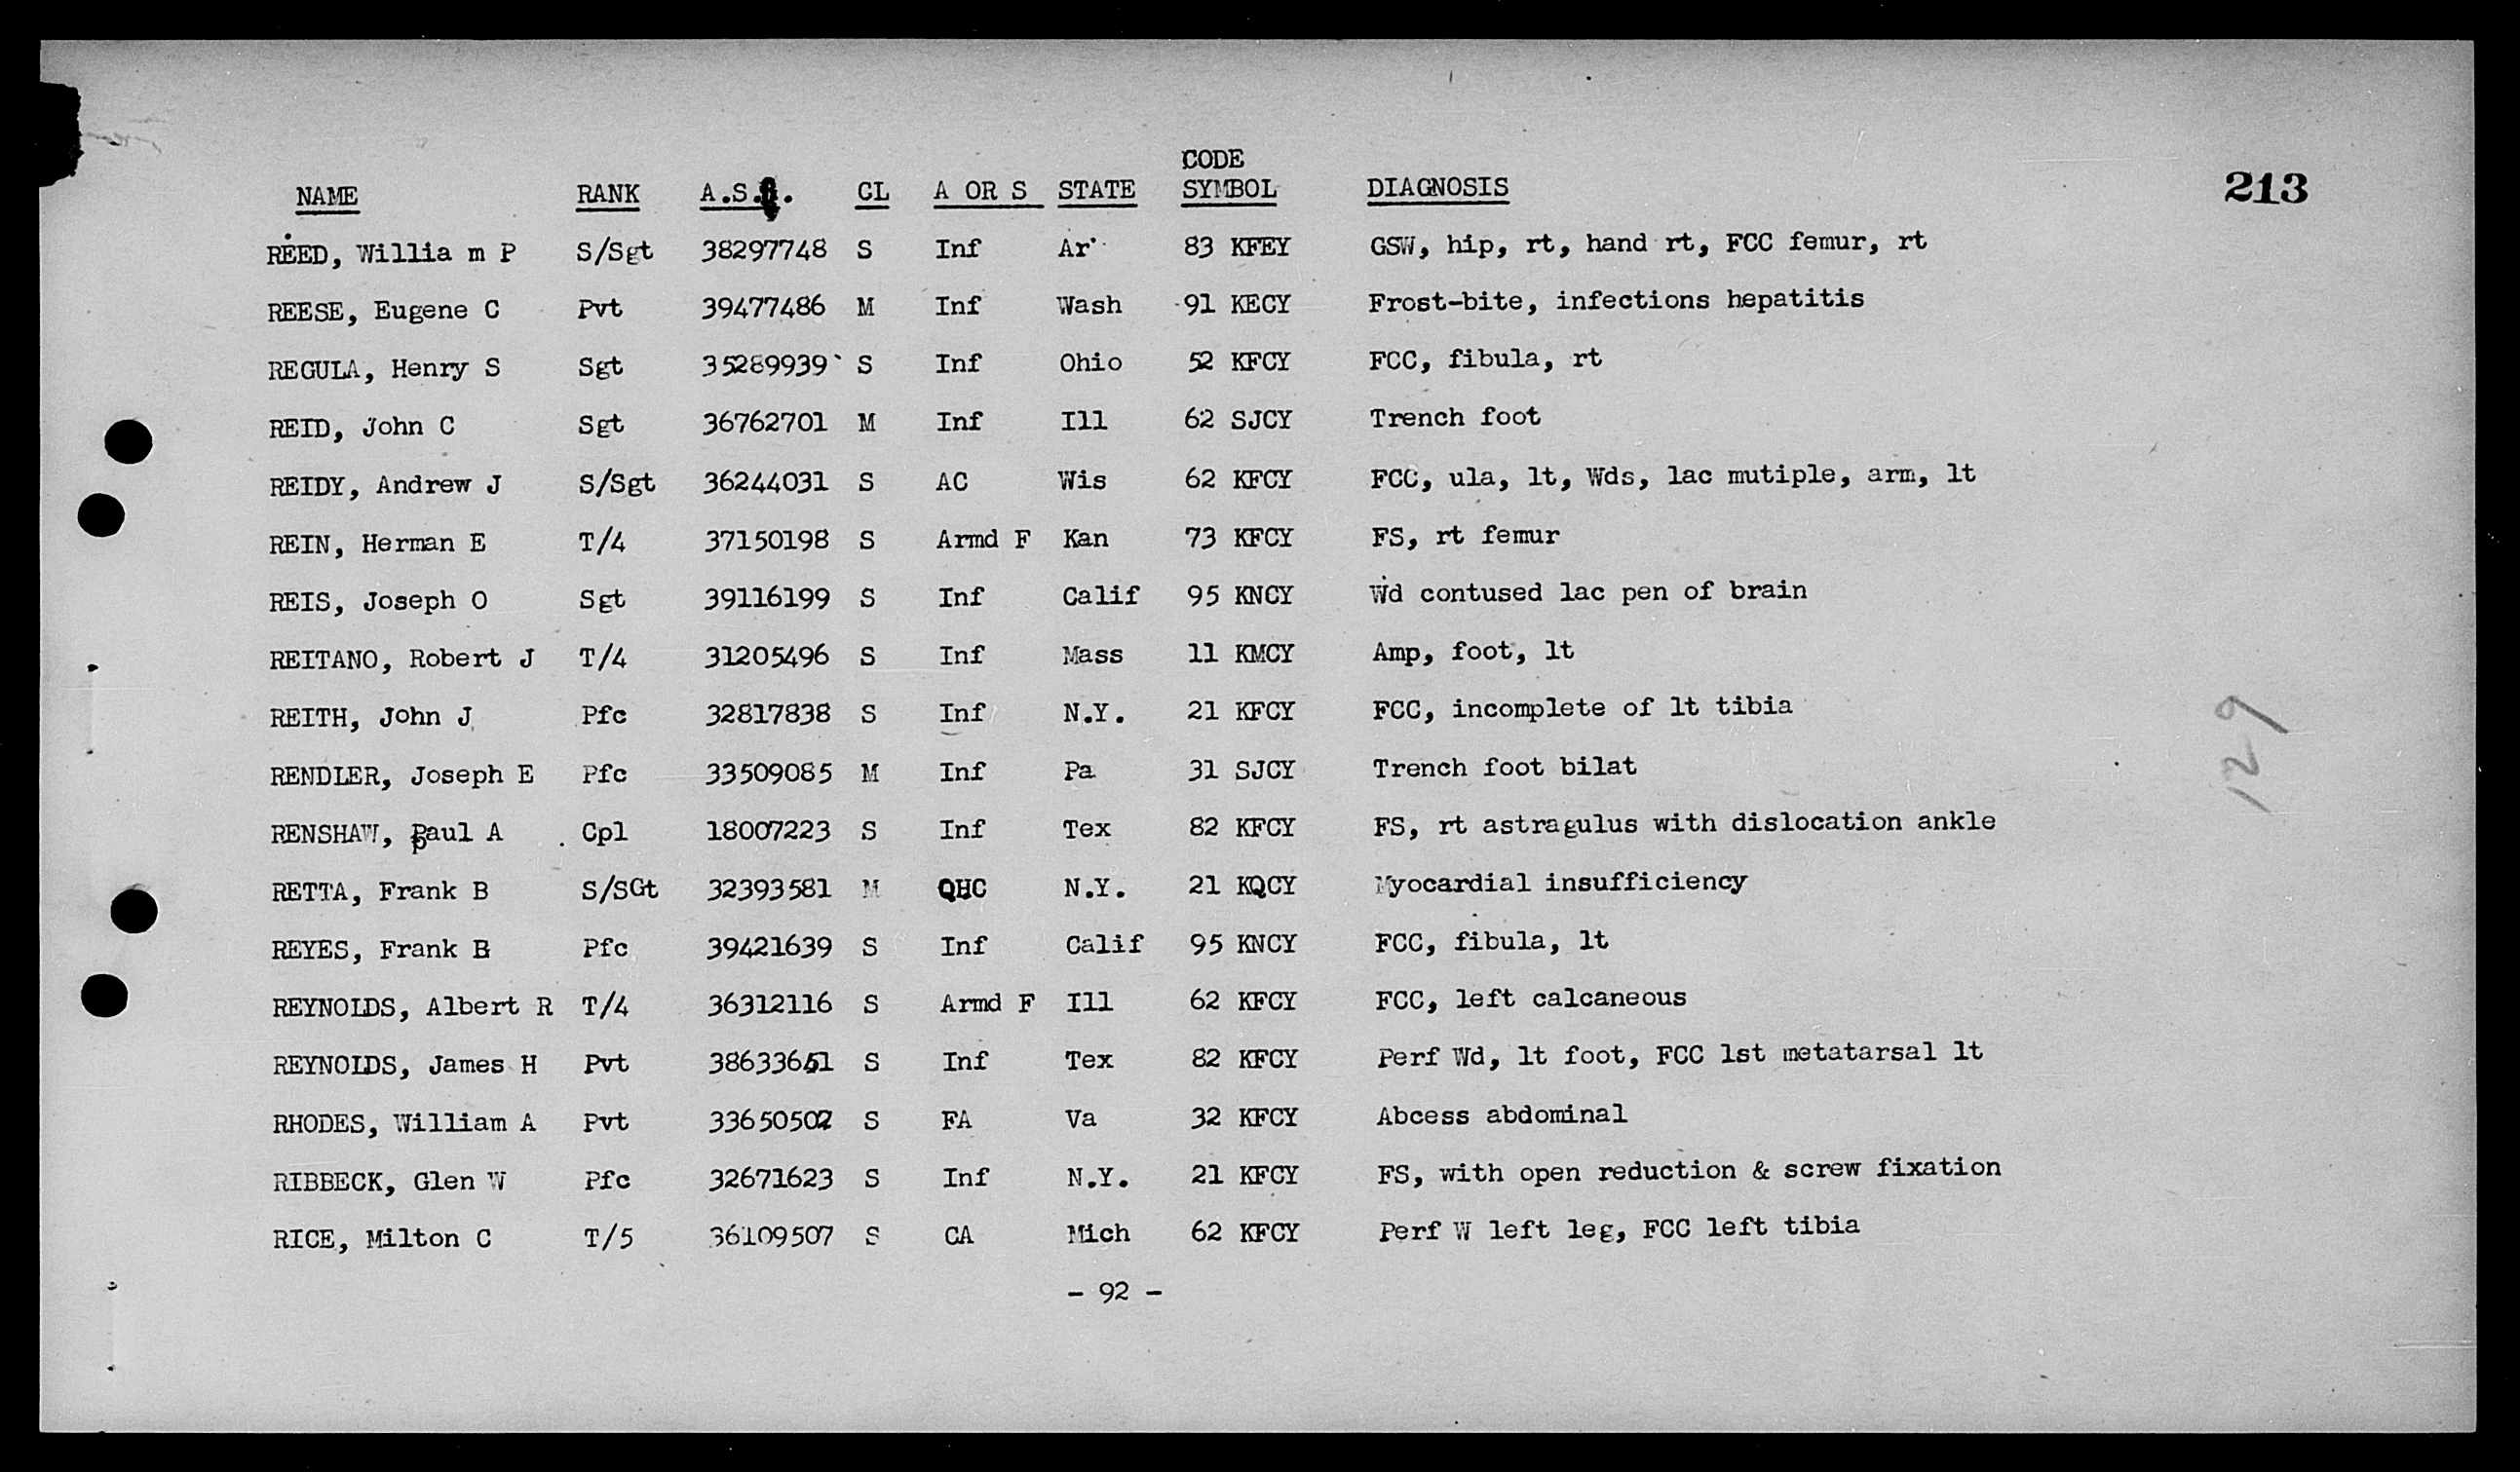 CODE
NAME RANK A.S.N. CL A OR S STATE SYMBOL DIAGNOSIS 213
REED, Willia m P S/Sgt 38297748 S Inf Ar 83 KFEY GSW, hip, rt, hand rt, FCC femur, rt
REESE, Eugene C Pvt 39477486 M Inf Wash 91 KECY Frost-bite, infections hepatitis
REGULA, Henry S Sgt 35289939 S Inf Ohio 52 KFCY FCC, fibula, rt
REID, John C Sgt 36762701 M Inf Ill 62 SJCY Trench foot
REIDY, Andrew J S/Sgt 36244031 S AC Wis 62 KFCY FCC, ula, lt, Wds, lac mutiple, arm, lt
REIN, Herman E T/4 37150198 S Armd F Kan 73 KFCY FS, rt femur
REIS, Joseph O Sgt 39116199 S Inf Calif 95 KNCY Wd contused lac pen of brain
REITANO, Robert J T/4 31205496 S Inf Mass 11 KMCY Amp, foot, lt
REITH, John J Pfc 32817838 S Inf N.Y. 21 KFCY FCC, incomplete of lt tibia
RENDLER, Joseph E Pfc 33509085 M Inf Pa 31 SJCY Trench foot bilat
129
RENSHAW, Paul A Cpl 18007223 S Inf Tex 82 KFCY FS, rt astragulus with dislocation ankle
RETTA, Frank B S/SGt 32393581 M QHC N.Y. 21 KQCY Myocardial insufficiency
REYES, Frank B Pfc 39421639 S Inf Calif 95 KNCY FCC, fibula, lt
REYNOLDS, Albert R T/4 36312116 S Armd F Ill 62 KFCY FCC, left calcaneous
REYNOLDS, James H Pvt S Inf Tex 82 KFCY Perf Wd, lt foot, FCC 1st metatarsal lt
RHODES, William A Pvt 33650502 S FA Va 32 KFCY Abcess abdominal
RIBBECK, Glen W Pfc 32671623 S Inf N.Y. 21 KFCY FS, with open reduction & screw fixation
RICE, Milton C T/5 36109507 S CA Mich 62 KFCY Perf W left leg, FCC left tibia
- 92 -